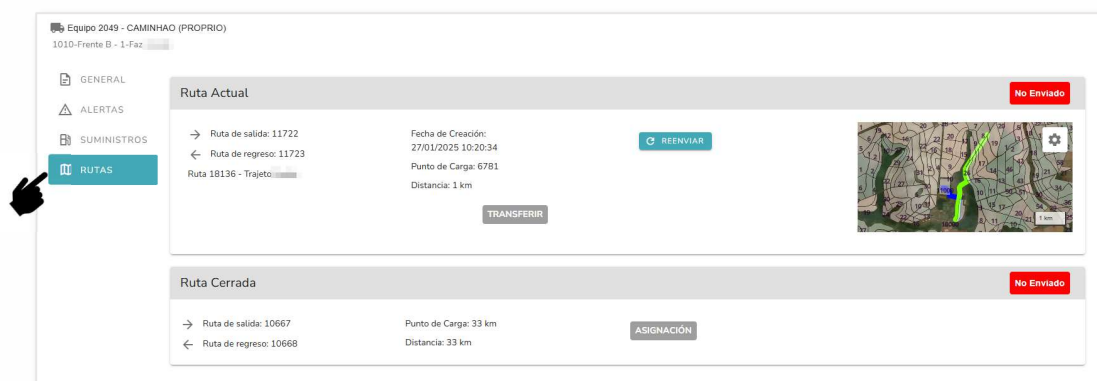 Equipo 2049 - CAMINHAO (PROPRIO)
1010-Frente B - 1-Faz
GENERAL
ALERTAS
SUMINISTROS
RUTAS
Ruta Actual
No Enviado
Ruta de salida: 11722
Ruta de regreso: 11723
Ruta 18136 - Trajeto
Fecha de Creación:
27/01/2025 10:20:34
Punto de Carga: 6781
Distancia: 1 km
TRANSFERIR
REENVIAR
1 km
Ruta Cerrada
No Enviado
Ruta de salida: 10667
Ruta de regreso: 10668
Punto de Carga: 33 km
Distancia: 33 km
ASIGNACIÓN